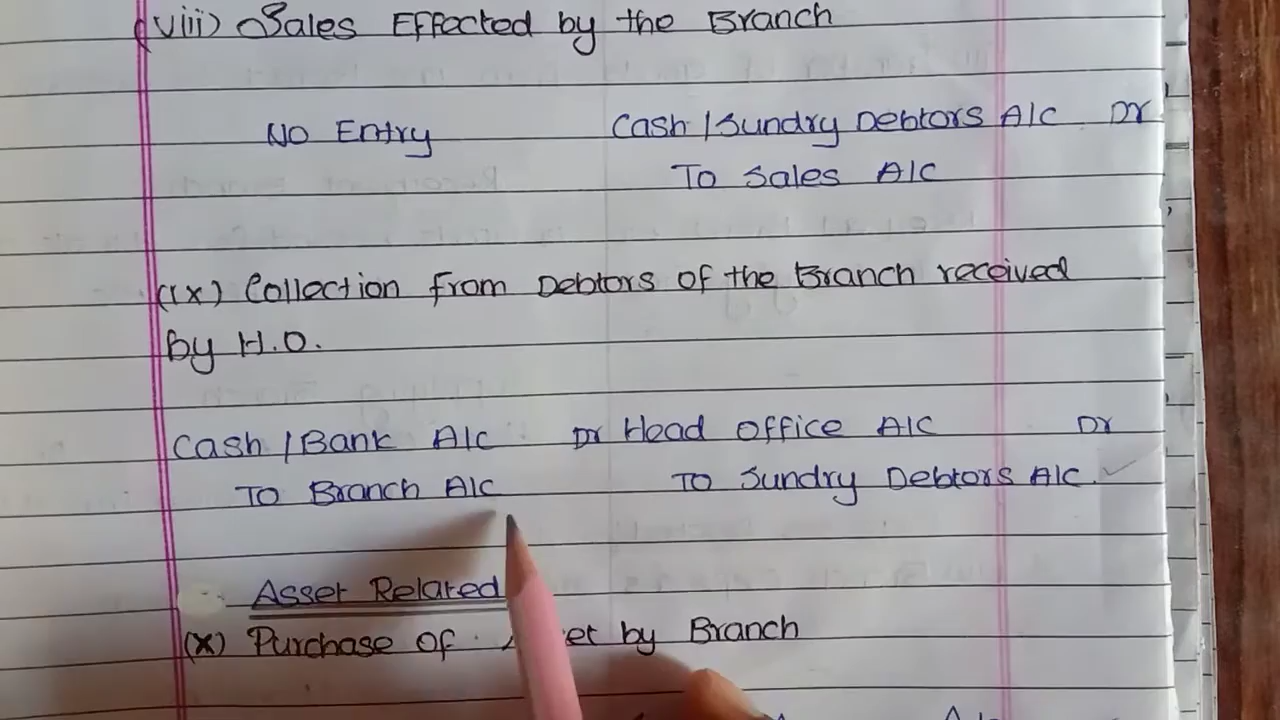 (viii) Sales Effected by the Branch
No Entry Cash/Sundry Debtors A/c Dr
To Sales A/c
(ix) Collection from Debtors of the Branch received
by H.O.
Cash/Bank A/c Dr Head Office A/c Dr
To Branch A/c To Sundry Debtors A/c.
Asset Related
(x) Purchase of et by Branch